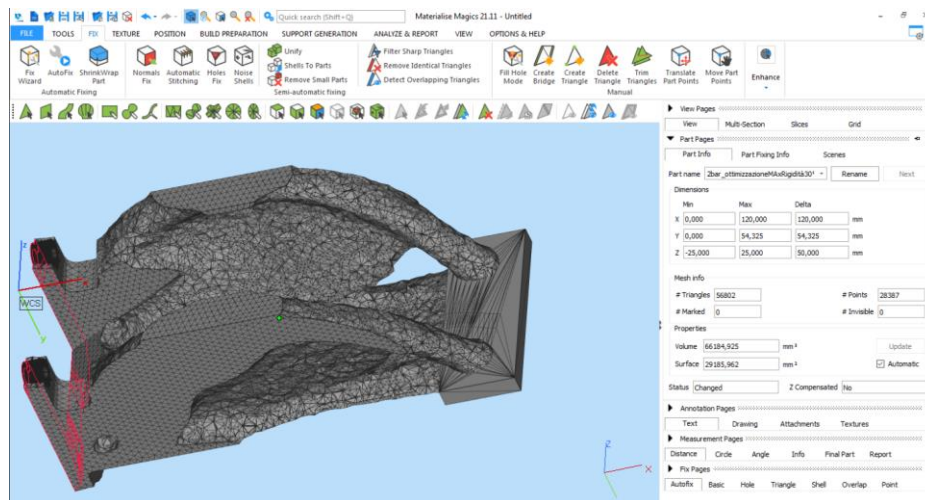 Quick search (Shift+Q)
Materialise Magics 21.11 - Untitled
FILE TOOLS FIX TEXTURE POSITION BUILD PREPARATION SUPPORT GENERATION ANALYZE & REPORT VIEW OPTIONS & HELP
Fix Wizard
AutoFix
ShrinkWrap Part
Automatic Fixing
Normals Fix
Automatic Stitching
Holes Fix
Noise Shells
Unify
Shells To Parts
Remove Small Parts
Filter Sharp Triangles
Remove Identical Triangles
Detect Overlapping Triangles
Semi-automatic fixing
Fill Hole Mode
Create Bridge
Create Triangle
Delete Triangle
Trim Triangles
Translate Part Points
Move Part Points
Manual
Enhance
z
x
WCS
y
z
x
View Pages
View Multi-Section Slices Grid
Part Pages
Part Info Part Fixing Info Scenes
Part name 2bar_ottimizzazioneMAxRigidità30° Rename Next
Dimensions
Min Max Delta
X 0,000 120,000 120,000 mm
Y 0,000 54,325 54,325 mm
Z -25,000 25,000 50,000 mm
Mesh info
# Triangles 56802 # Points 28387
# Marked 0 # Invisible 0
Properties
Volume 66184,925 mm³ Update
Surface 29185,962 mm² Automatic
Status Changed Z Compensated No
Annotation Pages
Text Drawing Attachments Textures
Measurement Pages
Distance Circle Angle Info Final Part Report
Fix Pages
Autofix Basic Hole Triangle Shell Overlap Point